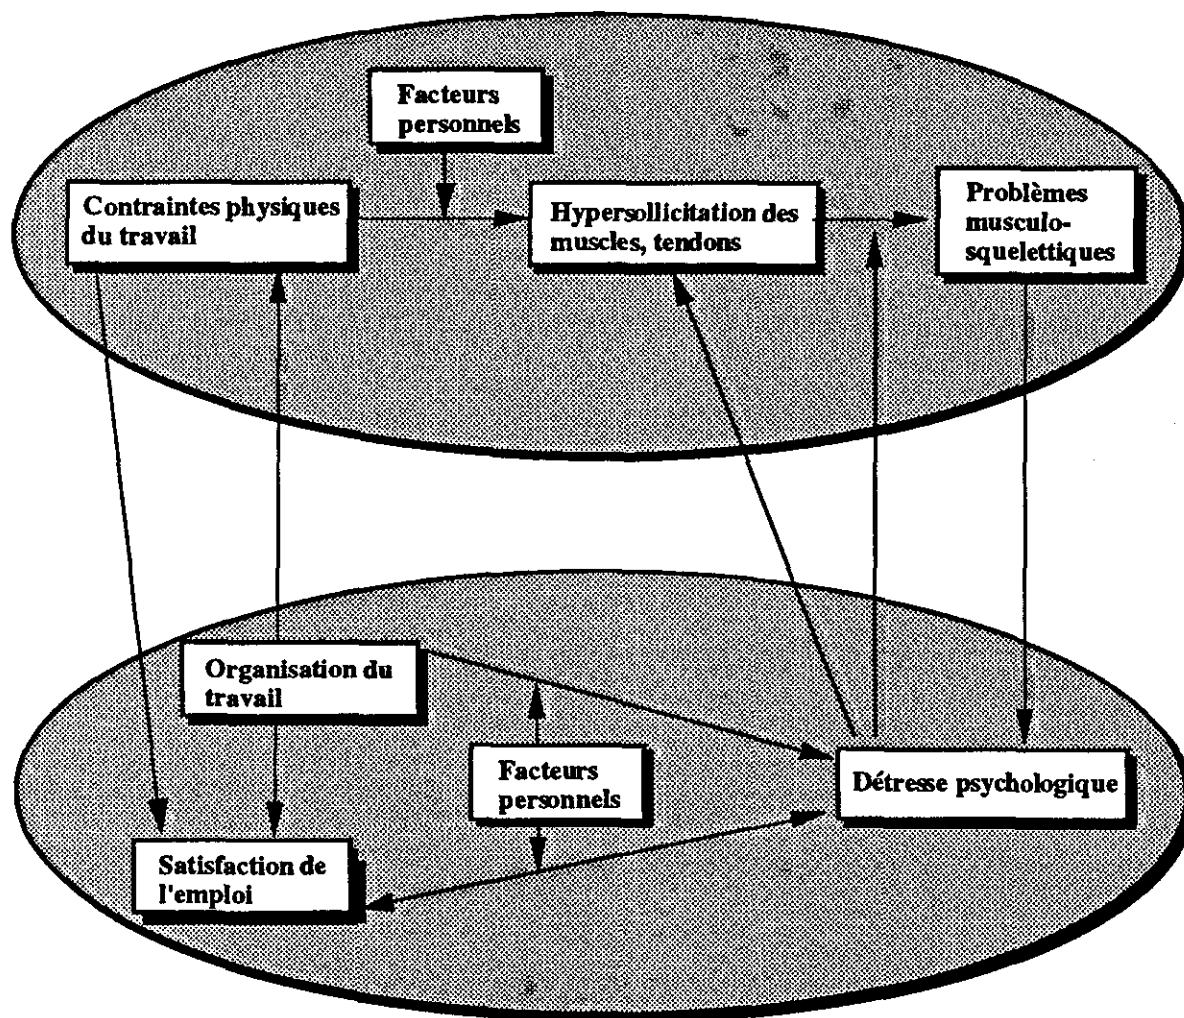 Facteurs
personnels
Contraintes physiques
du travail
Hypersollicitation des
muscles, tendons
Problèmes
musculo-
squelettiques
Organisation du
travail
Facteurs
personnels
Détresse psychologique
Satisfaction de
l'emploi